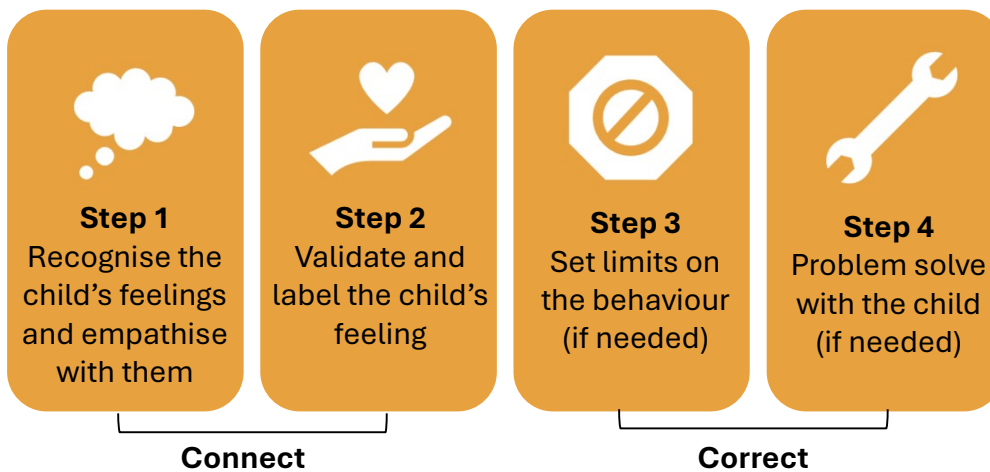 Step 1
Recognise the
child's feelings
and empathise
with them
Step 2
Validate and
label the child's
feeling
Step 3
Set limits on
the behaviour
(if needed)
Step 4
Problem solve
with the child
(if needed)
Connect
Correct